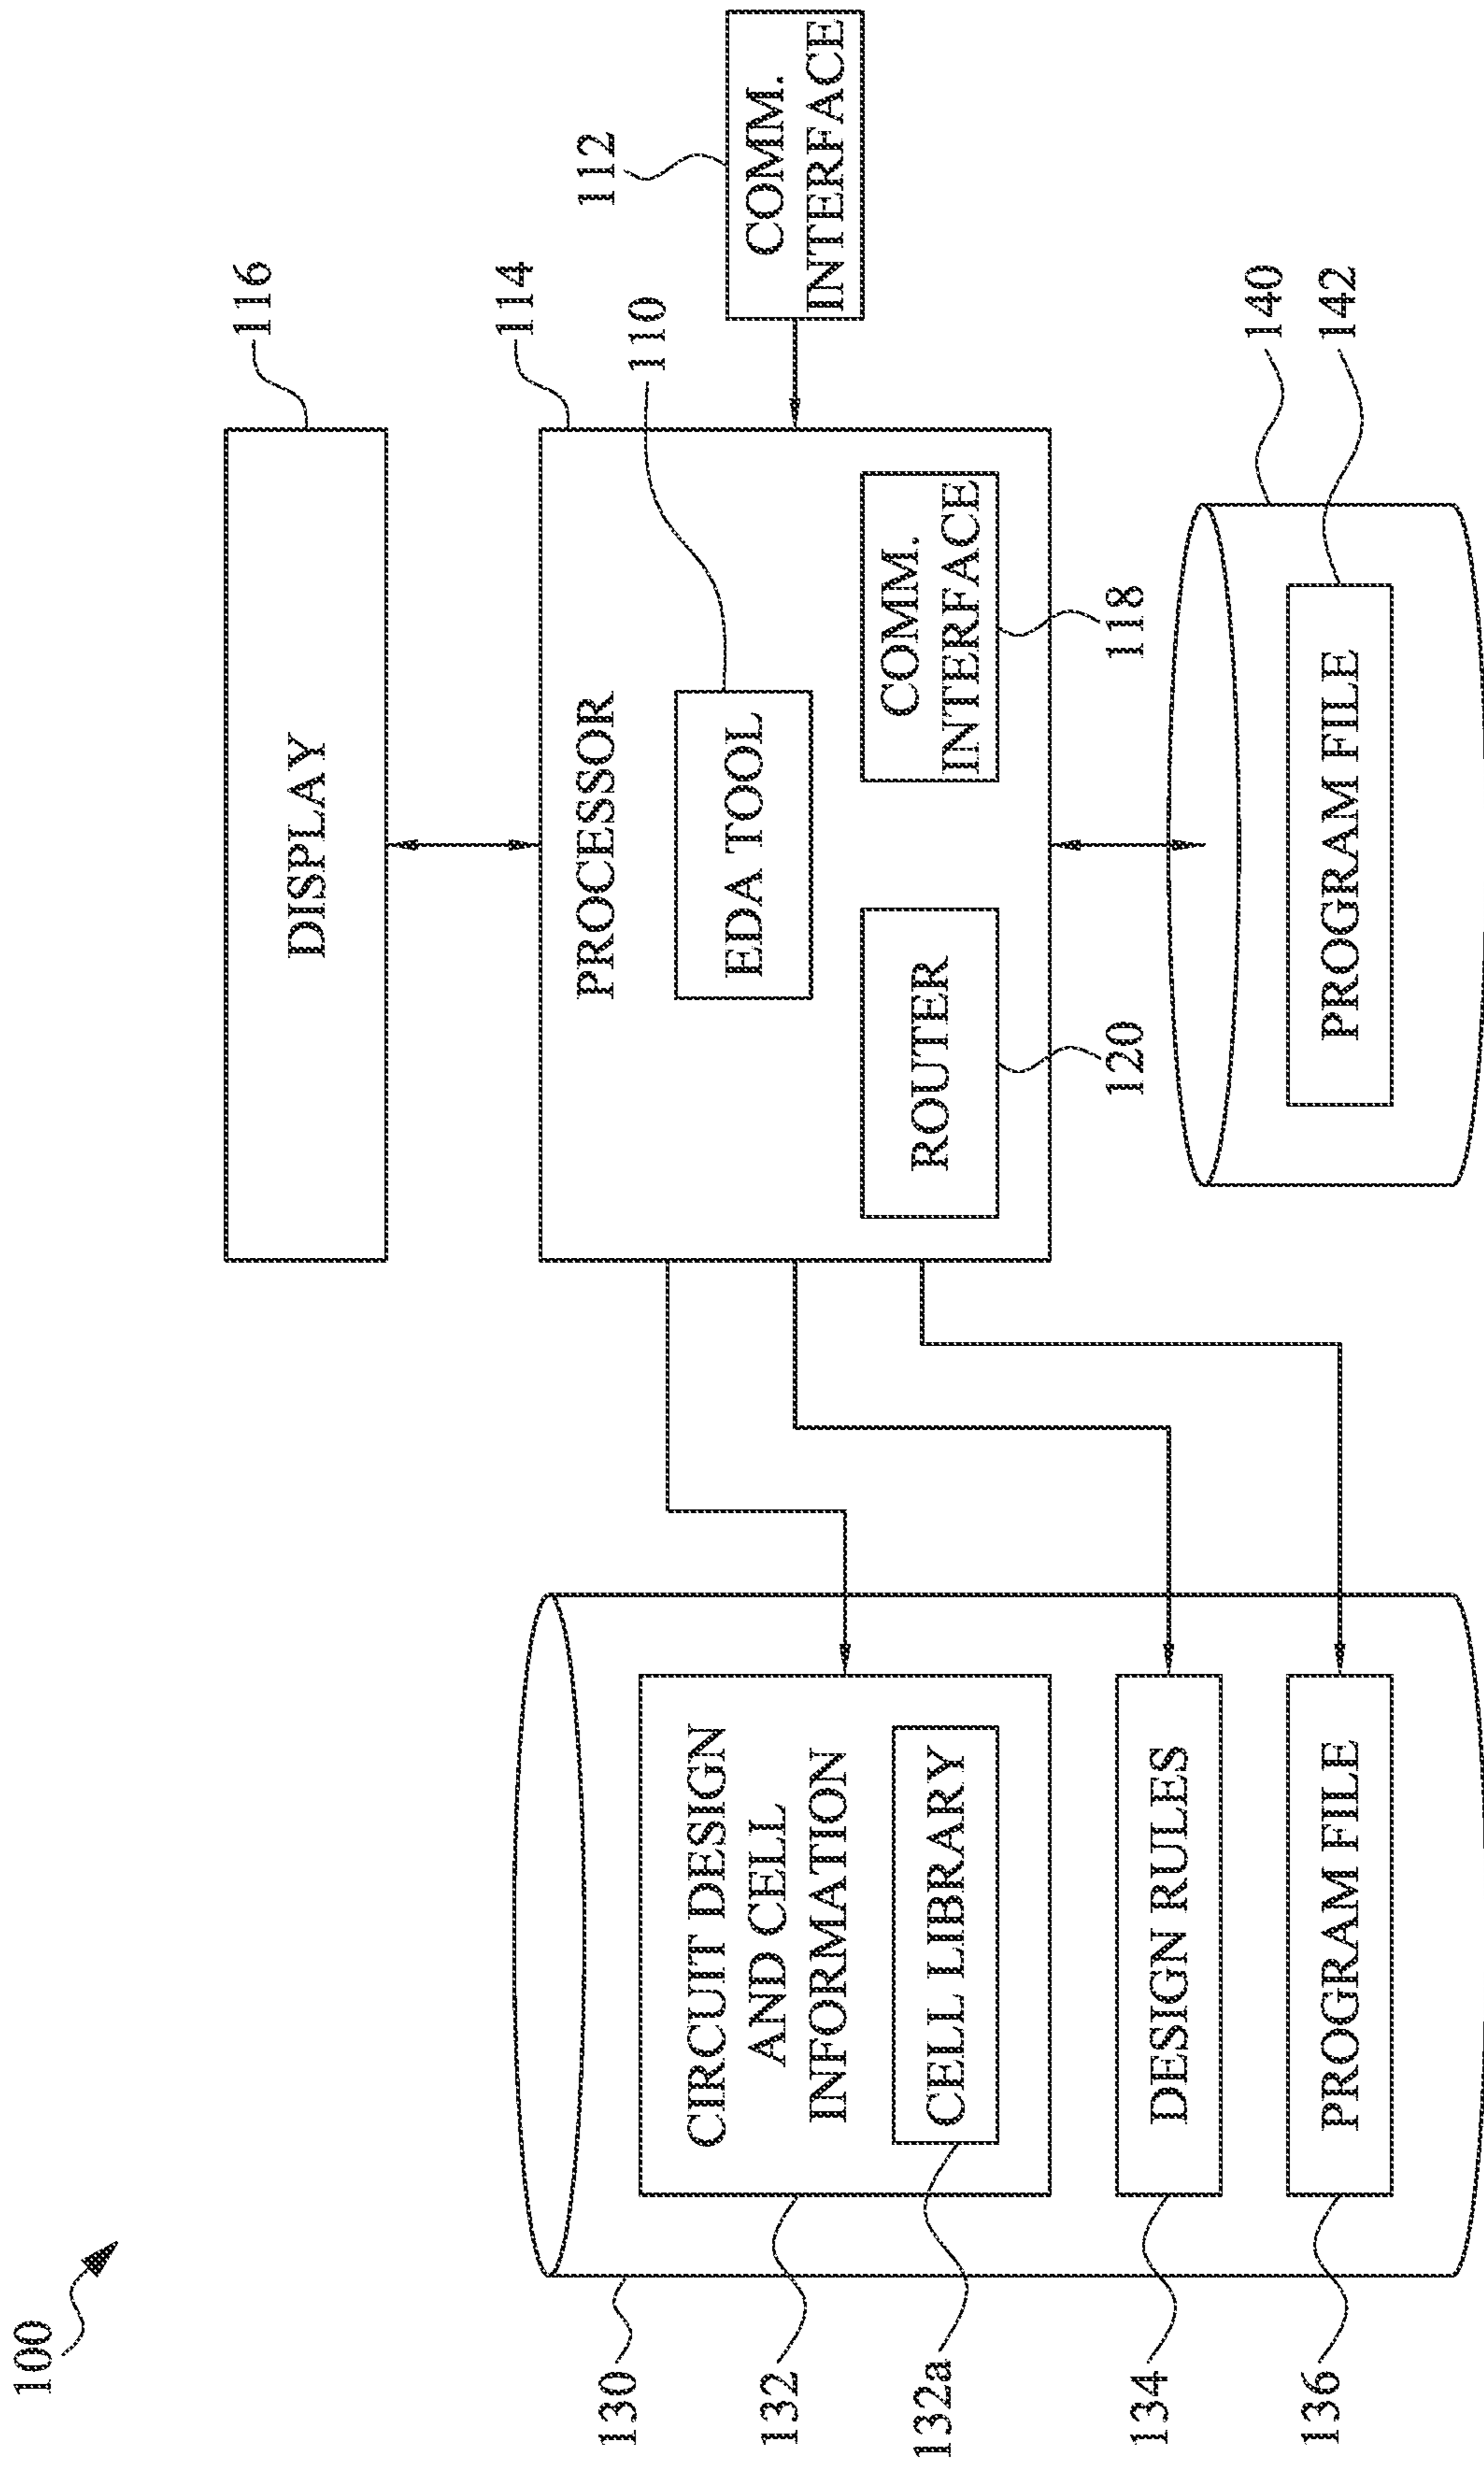 100
DISPLAY
116
PROCESSOR
114
EDA TOOL
110
ROUTER
120
COMM.
INTERFACE
118
COMM.
INTERFACE
112
130
CIRCUIT DESIGN
AND CELL
INFORMATION
132
CELL LIBRARY
132a
DESIGN RULES
134
PROGRAM FILE
136
140
PROGRAM FILE
142